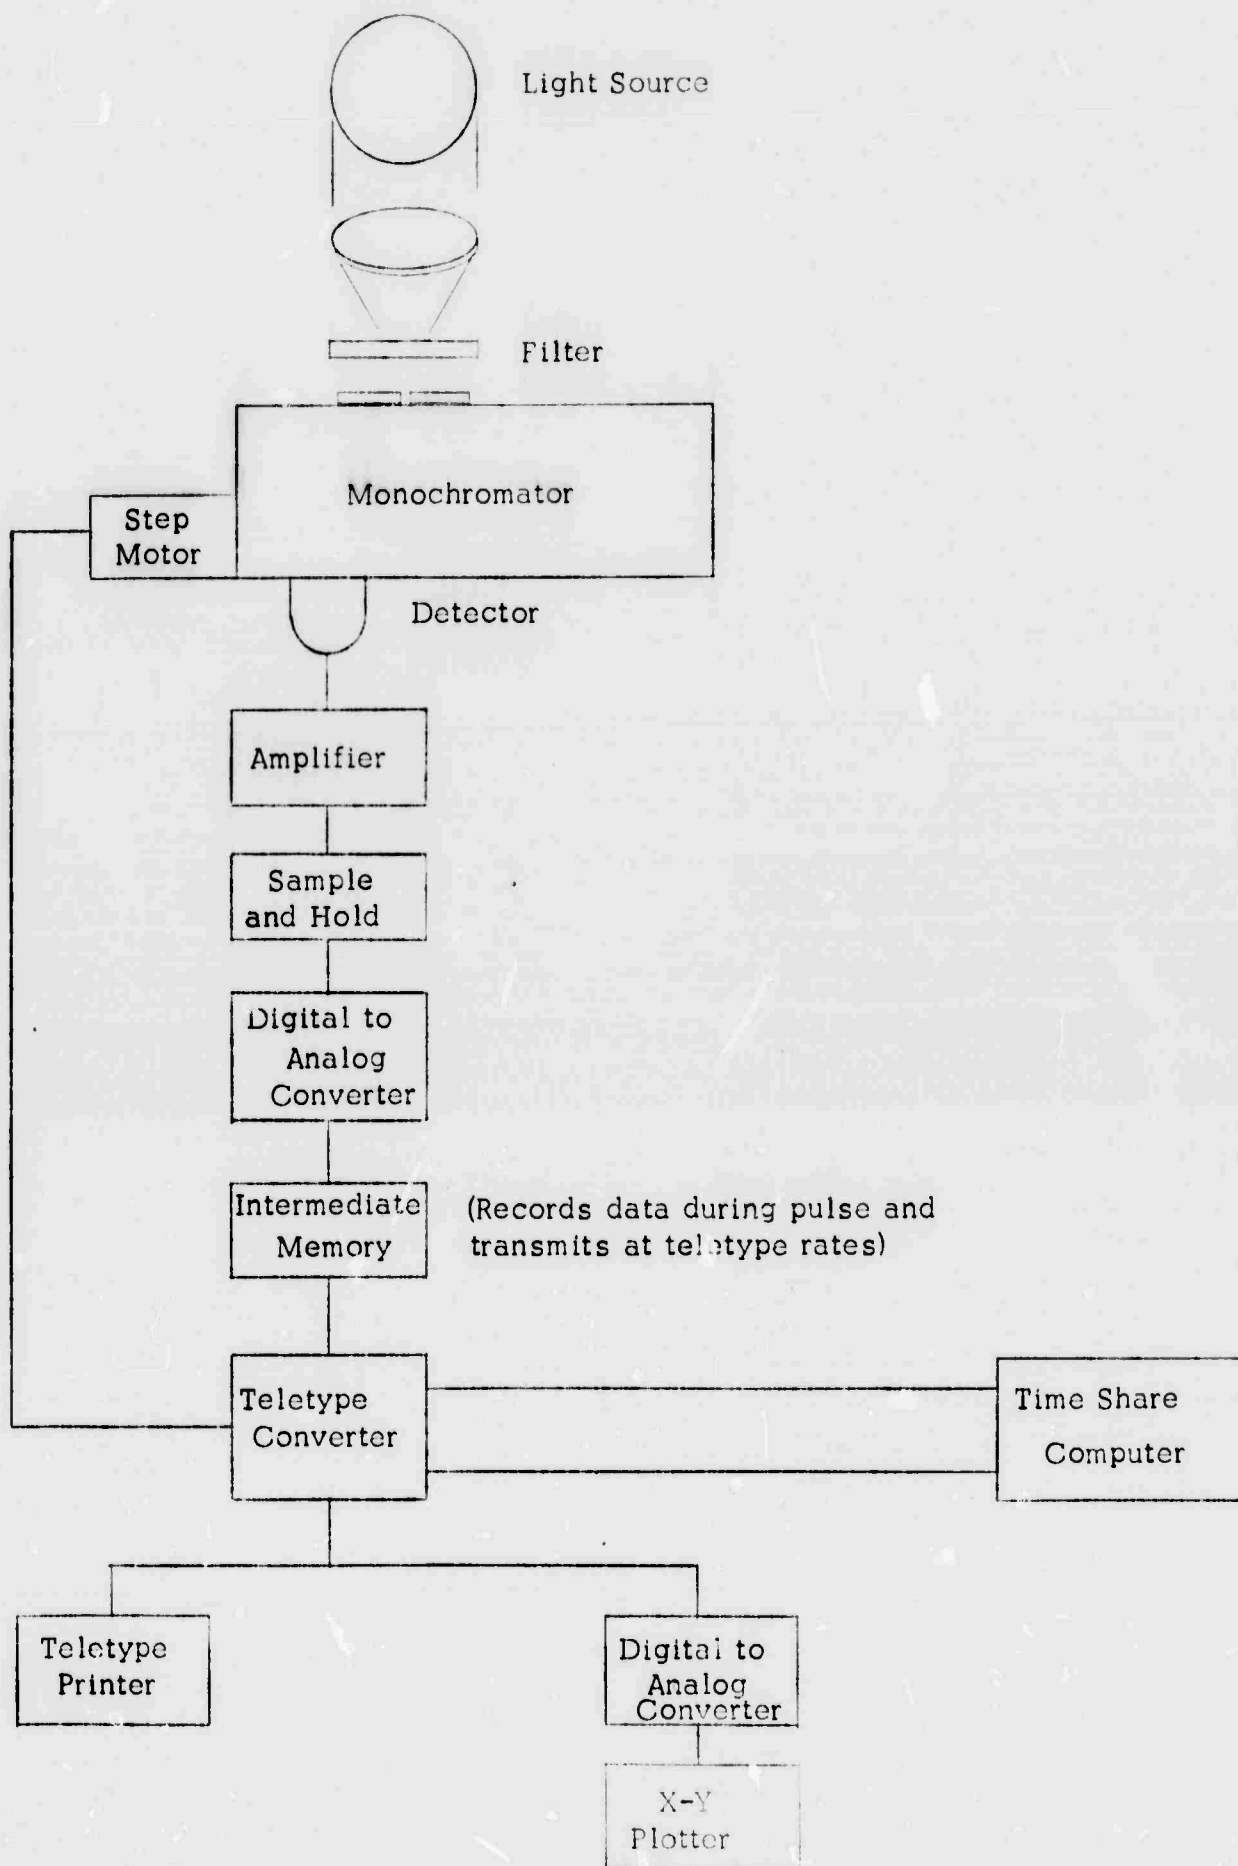 Light Source
Filter
Monochromator
Step
Motor
Detector
Amplifier
Sample
and Hold
Digital to
Analog
Converter
Intermediate
Memory
(Records data during pulse and
transmits at teletype rates)
Teletype
Converter
Time Share
Computer
Teletype
Printer
Digital to
Analog
Converter
X-Y
Plotter